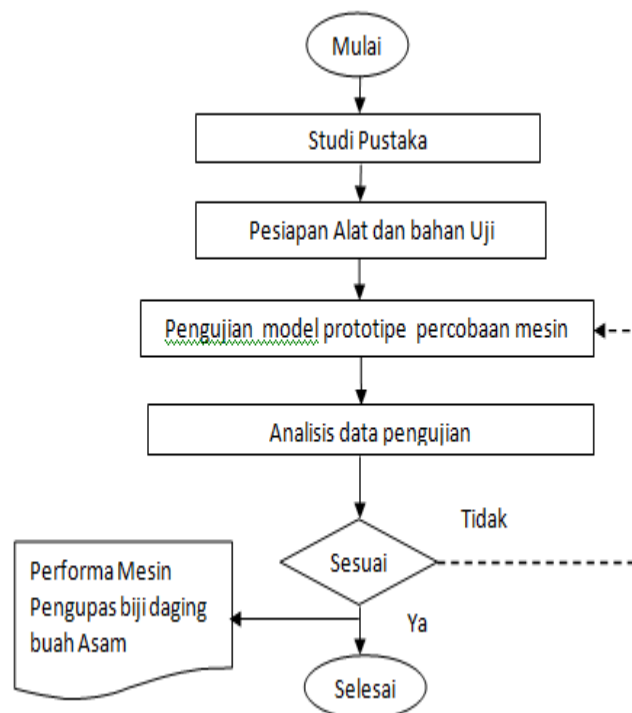 Mulai
Studi Pustaka
Pesiapan Alat dan bahan Uji
Pengujian model prototipe percobaan mesin
Analisis data pengujian
Tidak
Sesuai
Performa Mesin
Pengupas biji daging
buah Asam
Ya
Selesai